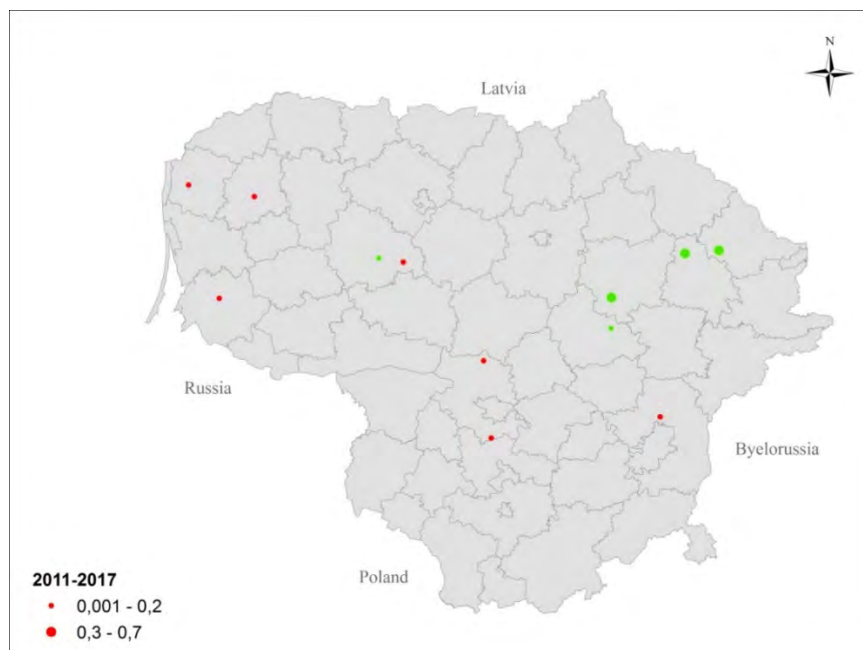 N
Latvia
Russia
Byelorussia
Poland
2011-2017
0,001 - 0,2
0,3 - 0,7